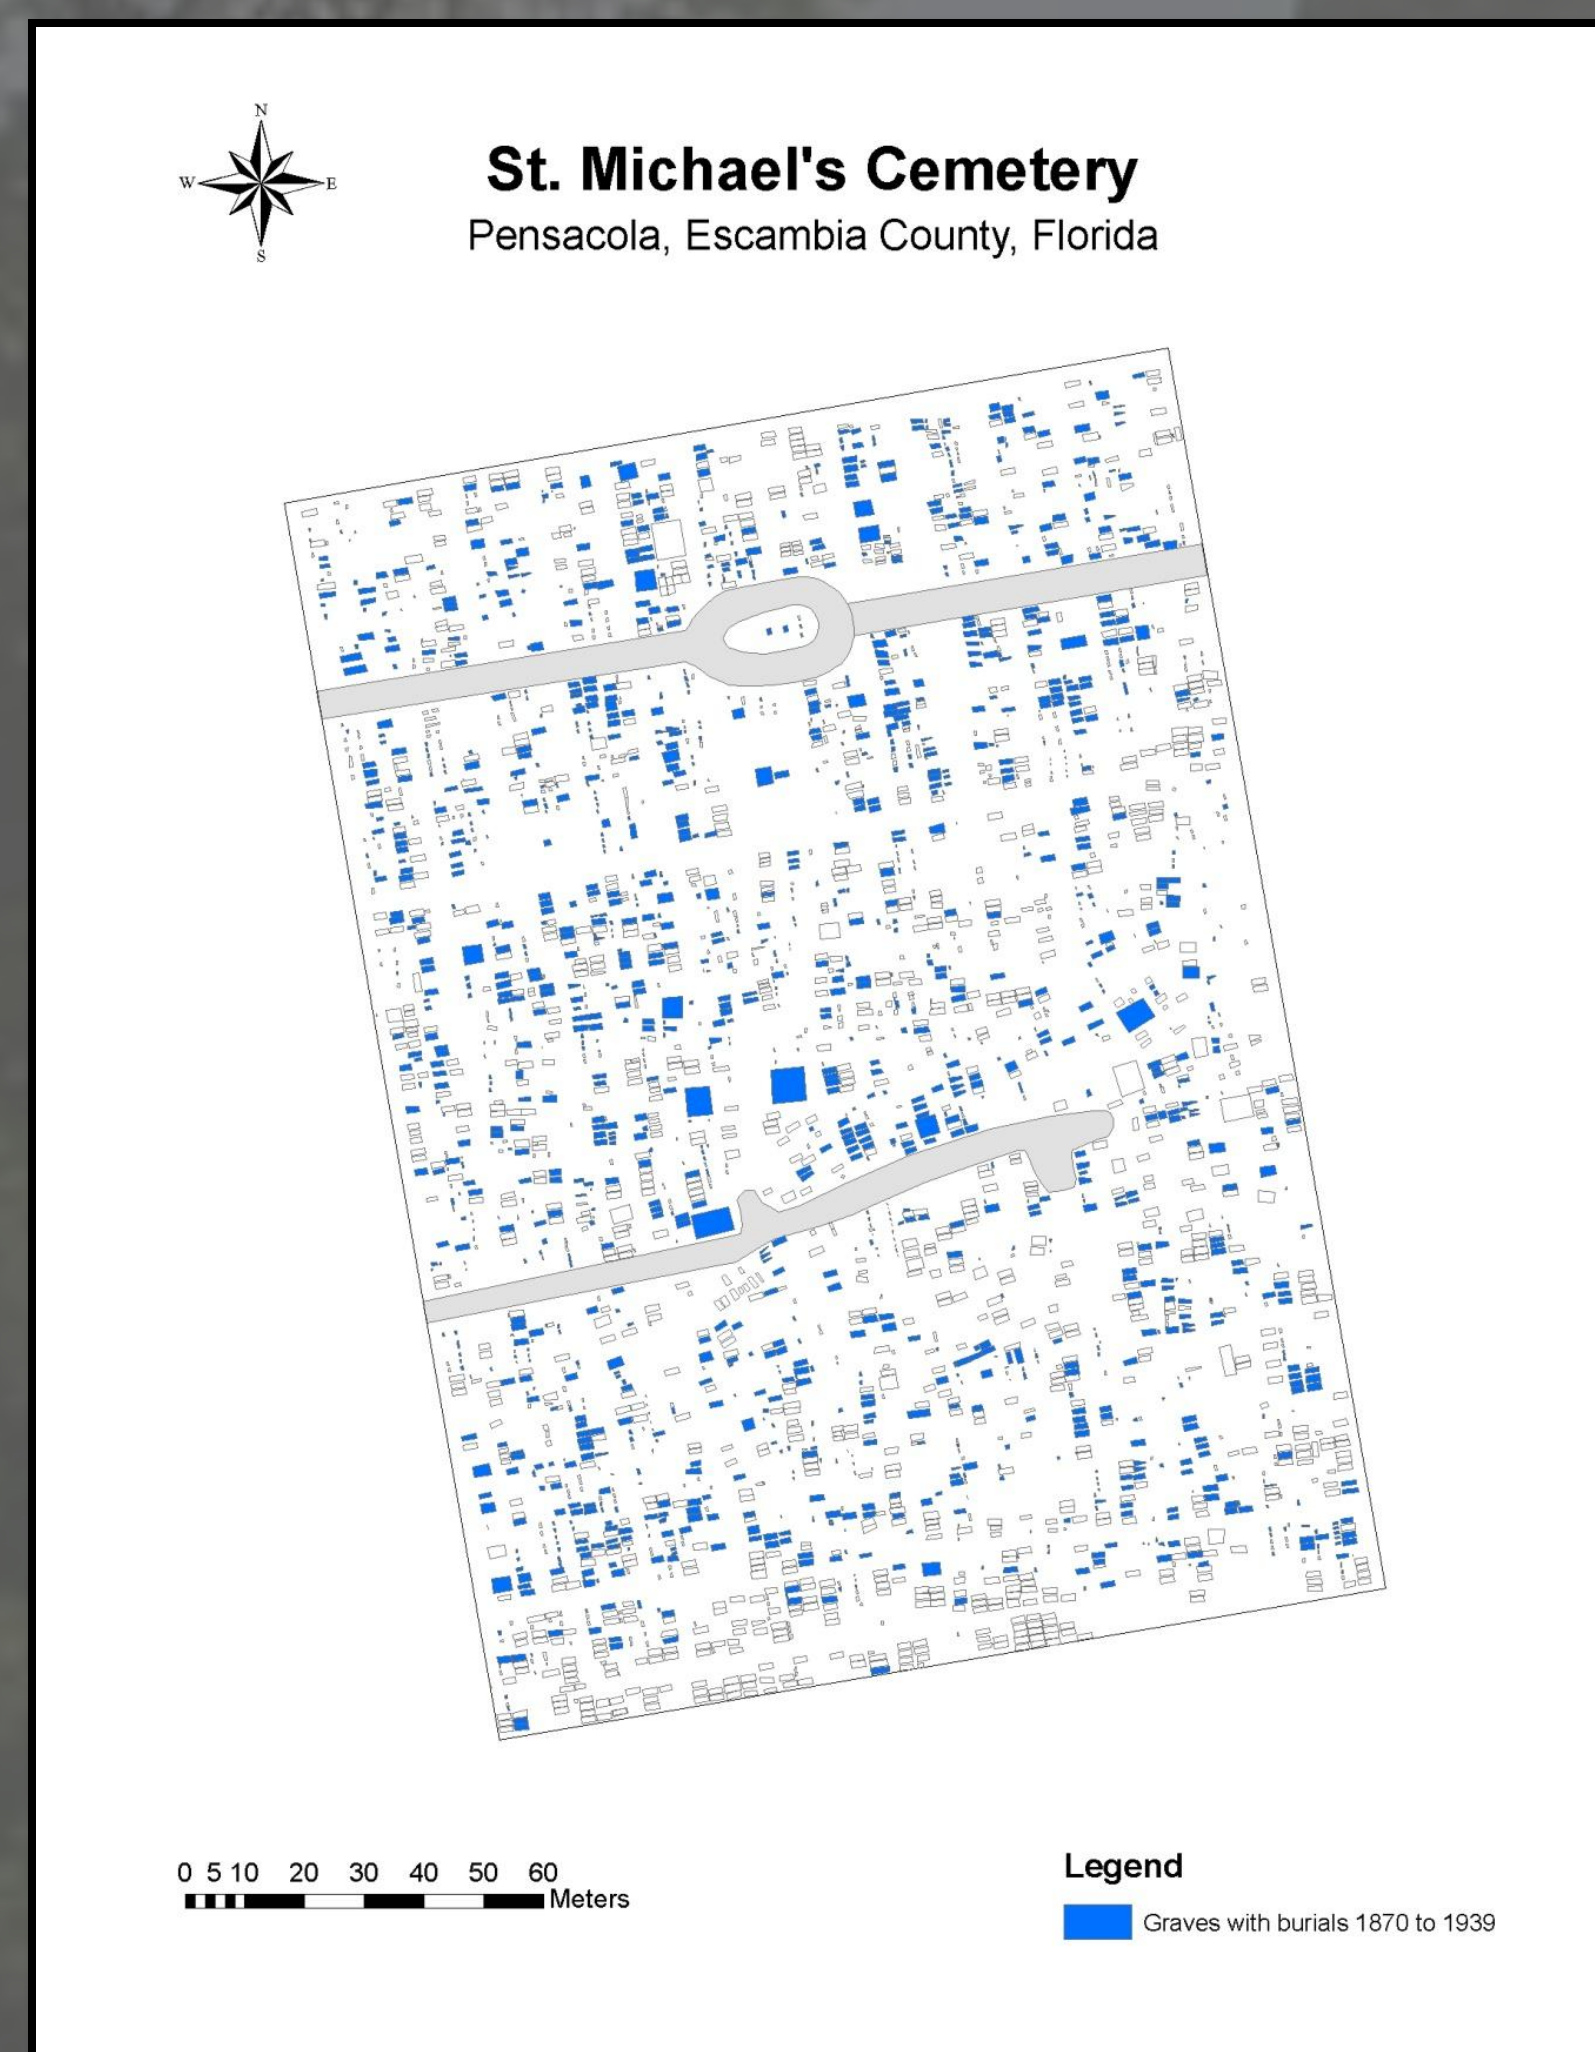 N
W E
S
St. Michael's Cemetery
Pensacola, Escambia County, Florida
0 5 10 20 30 40 50 60
Meters
Legend
Graves with burials 1870 to 1939